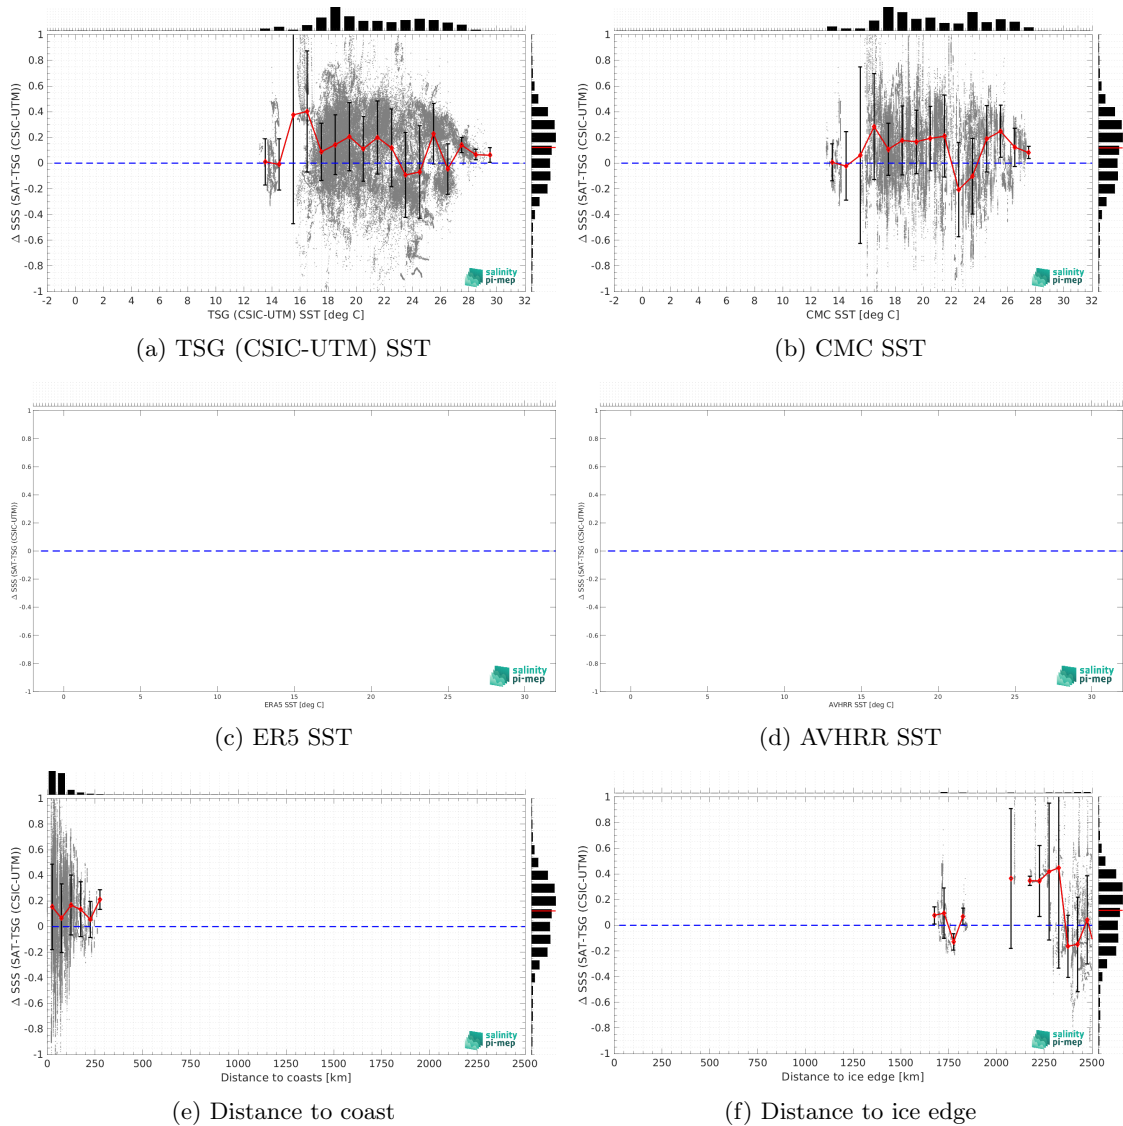 1
0.8
0.6
0.4
0.2
0
-0.2
-0.4
-0.6
-0.8
-1
Δ SSS (SAT-TSG (CSIC-UTM))
-2 0 2 4 6 8 10 12 14 16 18 20 22 24 26 28 30 32
TSG (CSIC-UTM) SST [deg C]
salinity
pi-mep
(a) TSG (CSIC-UTM) SST
1
0.8
0.6
0.4
0.2
0
-0.2
-0.4
-0.6
-0.8
-1
Δ SSS (SAT-TSG (CSIC-UTM))
-2 0 2 4 6 8 10 12 14 16 18 20 22 24 26 28 30 32
CMC SST [deg C]
salinity
pi-mep
(b) CMC SST
1
0.8
0.6
0.4
0.2
0
-0.2
-0.4
-0.6
-0.8
-1
Δ SSS (SAT-TSG (CSIC-UTM))
0 5 10 15 20 25 30
ERA5 SST [deg C]
salinity
pi-mep
(c) ER5 SST
1
0.8
0.6
0.4
0.2
0
-0.2
-0.4
-0.6
-0.8
-1
Δ SSS (SAT-TSG (CSIC-UTM))
0 5 10 15 20 25 30
AVHRR SST [deg C]
salinity
pi-mep
(d) AVHRR SST
1
0.8
0.6
0.4
0.2
0
-0.2
-0.4
-0.6
-0.8
-1
Δ SSS (SAT-TSG (CSIC-UTM))
0 250 500 750 1000 1250 1500 1750 2000 2250 2500
Distance to coasts [km]
salinity
pi-mep
(e) Distance to coast
1
0.8
0.6
0.4
0.2
0
-0.2
-0.4
-0.6
-0.8
-1
Δ SSS (SAT-TSG (CSIC-UTM))
0 250 500 750 1000 1250 1500 1750 2000 2250 2500
Distance to ice edge [km]
salinity
pi-mep
(f) Distance to ice edge